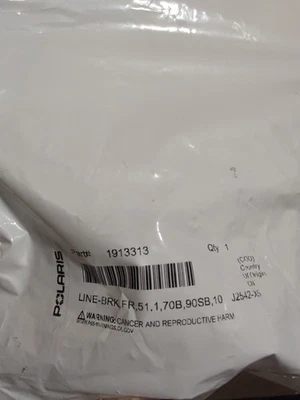 POLARIS
Part#: 1913313 Qty 1
(COO)
Country
Of Origin:
LINE-BRK,FR,51.1,70B,90SB,10 J2542-XS
WARNING: CANCER AND REPRODUCTIVE HARM